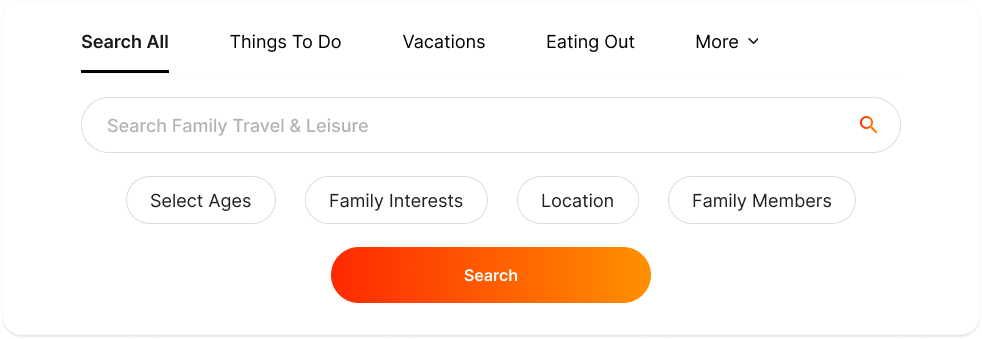 Search All Things To Do Vacations Eating Out More
Search Family Travel & Leisure
Select Ages Family Interests Location Family Members
Search